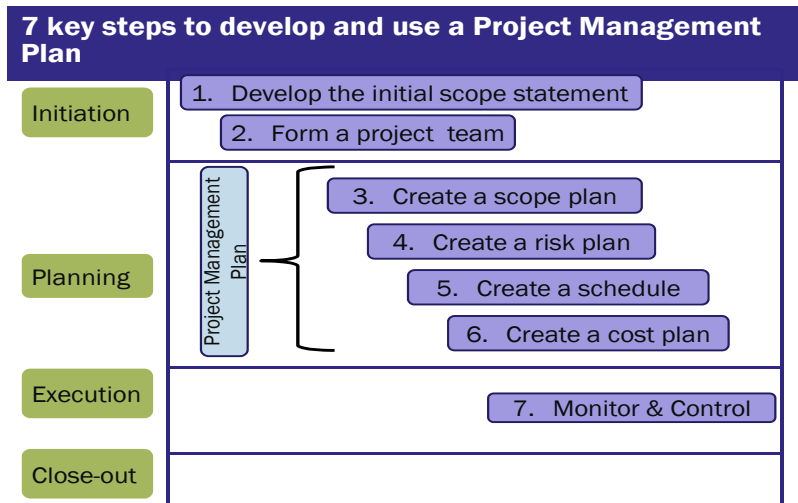 7 key steps to develop and use a Project Management
Plan
Initiation
1. Develop the initial scope statement
2. Form a project team
Planning
Project Management
Plan
3. Create a scope plan
4. Create a risk plan
5. Create a schedule
6. Create a cost plan
Execution
7. Monitor & Control
Close-out